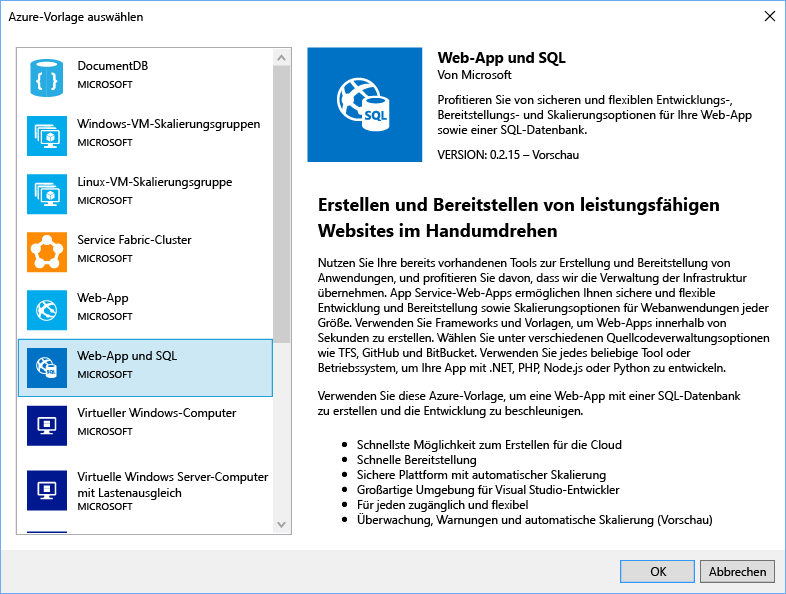 Azure-Vorlage auswählen
DocumentDB
MICROSOFT
Windows-VM-Skalierungsgruppen
MICROSOFT
Linux-VM-Skalierungsgruppe
MICROSOFT
Service Fabric-Cluster
MICROSOFT
Web-App
MICROSOFT
SQL
Web-App und SQL
MICROSOFT
Virtueller Windows-Computer
MICROSOFT
Virtuelle Windows Server-Computer
mit Lastenausgleich
MICROSOFT
SQL
Web-App und SQL
Von Microsoft
Profitieren Sie von sicheren und flexiblen Entwicklungs-,
Bereitstellungs- und Skalierungsoptionen für Ihre Web-App
sowie einer SQL-Datenbank.
VERSION: 0.2.15 – Vorschau
Erstellen und Bereitstellen von leistungsfähigen
Websites im Handumdrehen
Nutzen Sie Ihre bereits vorhandenen Tools zur Erstellung und Bereitstellung von
Anwendungen, und profitieren Sie davon, dass wir die Verwaltung der Infrastruktur
übernehmen. App Service-Web-Apps ermöglichen Ihnen sichere und flexible
Entwicklung und Bereitstellung sowie Skalierungsoptionen für Webanwendungen jeder
Größe. Verwenden Sie Frameworks und Vorlagen, um Web-Apps innerhalb von
Sekunden zu erstellen. Wählen Sie unter verschiedenen Quellcodeverwaltungsoptionen
wie TFS, GitHub und BitBucket. Verwenden Sie jedes beliebige Tool oder
Betriebssystem, um Ihre App mit .NET, PHP, Node.js oder Python zu entwickeln.
Verwenden Sie diese Azure-Vorlage, um eine Web-App mit einer SQL-Datenbank
zu erstellen und die Entwicklung zu beschleunigen.
• Schnellste Möglichkeit zum Erstellen für die Cloud
• Schnelle Bereitstellung
• Sichere Plattform mit automatischer Skalierung
• Großartige Umgebung für Visual Studio-Entwickler
• Für jeden zugänglich und flexibel
• Überwachung, Warnungen und automatische Skalierung (Vorschau)
OK
Abbrechen